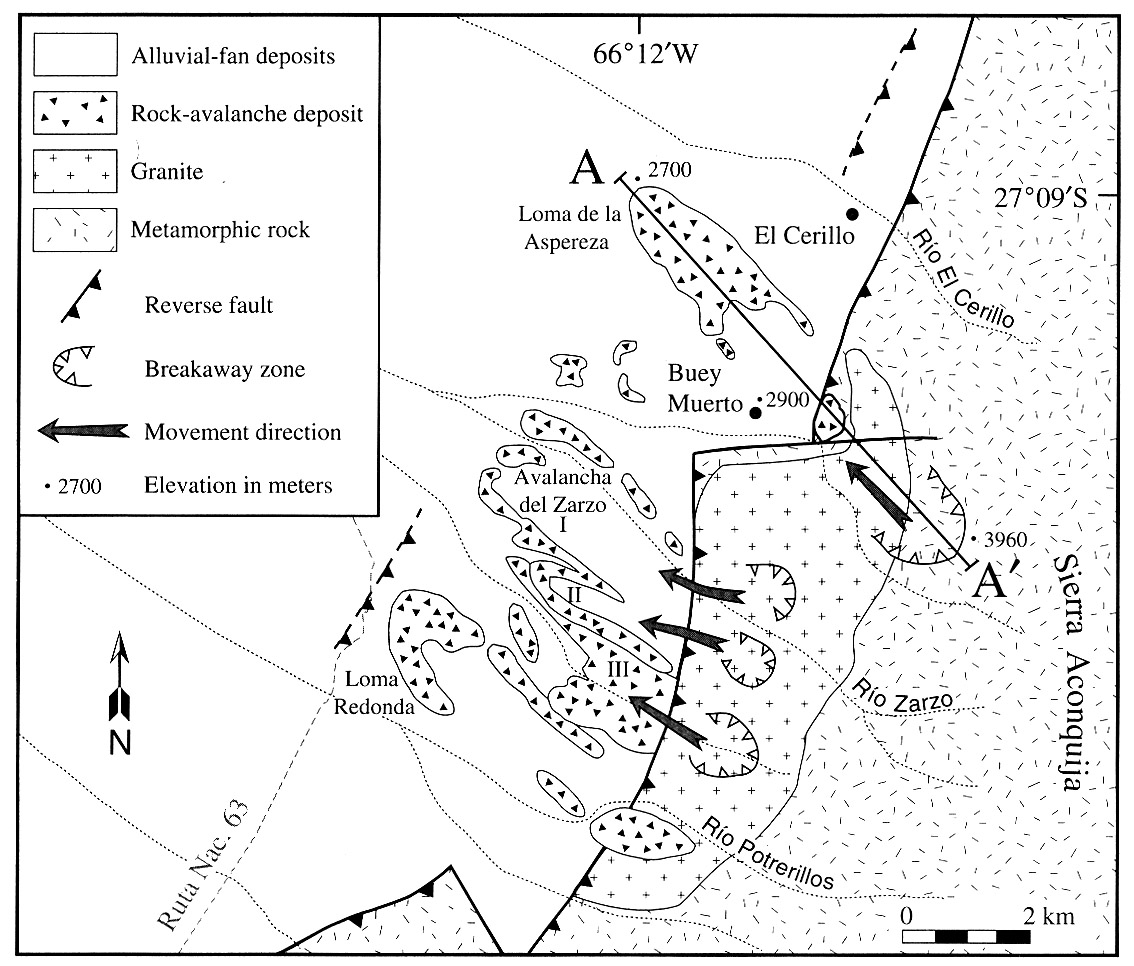 Alluvial-fan deposits
Rock-avalanche deposit
Granite
Metamorphic rock
Reverse fault
Breakaway zone
Movement direction
• 2700 Elevation in meters
66°12′W
27°09′S
A
• 2700
Loma de la
Aspereza
El Cerillo
Río El Cerillo
Buey
Muerto
• 2900
Avalancha
del Zarzo
I
II
III
• 3960
A′
Sierra Aconquija
Loma
Redonda
Río Zarzo
N
Ruta Nac. 63
Río Potrerillos
0 2 km